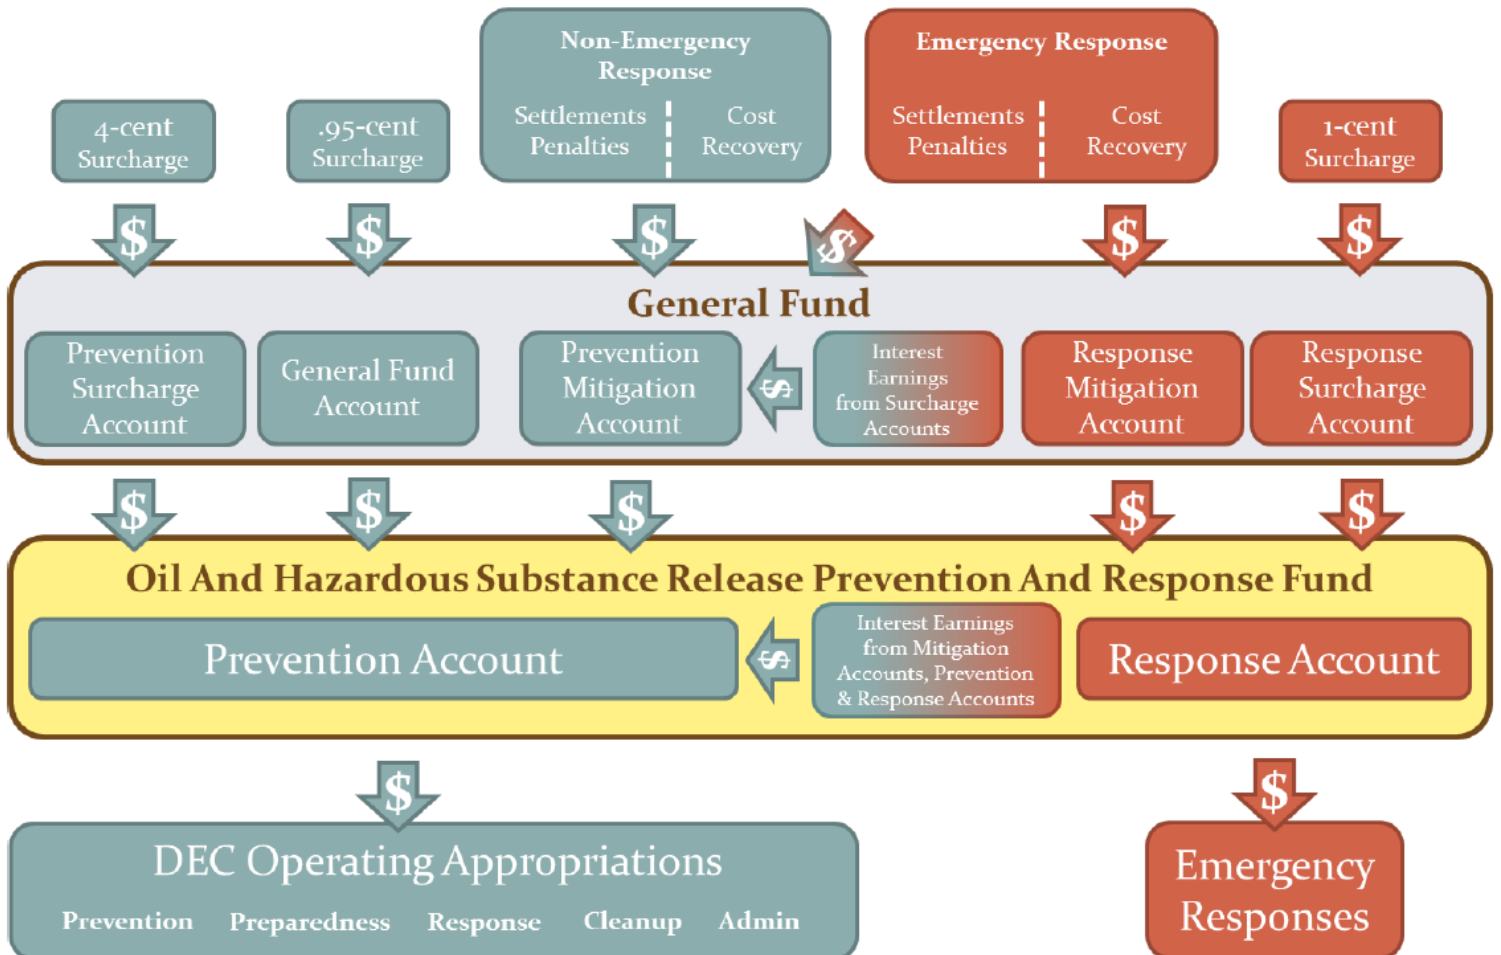 Non-Emergency
Response
Settlements
Penalties
Cost
Recovery
Emergency Response
Settlements
Penalties
Cost
Recovery
4-cent
Surcharge
.95-cent
Surcharge
1-cent
Surcharge
$
$
$
$
$
$
General Fund
Prevention
Surcharge
Account
General Fund
Account
Prevention
Mitigation
Account
$
Interest
Earnings
from Surcharge
Accounts
Response
Mitigation
Account
Response
Surcharge
Account
$
$
$
$
$
Oil And Hazardous Substance Release Prevention And Response Fund
Prevention Account
$
Interest Earnings
from Mitigation
Accounts, Prevention
& Response Accounts
Response Account
$
$
DEC Operating Appropriations
Prevention Preparedness Response Cleanup Admin
Emergency
Responses